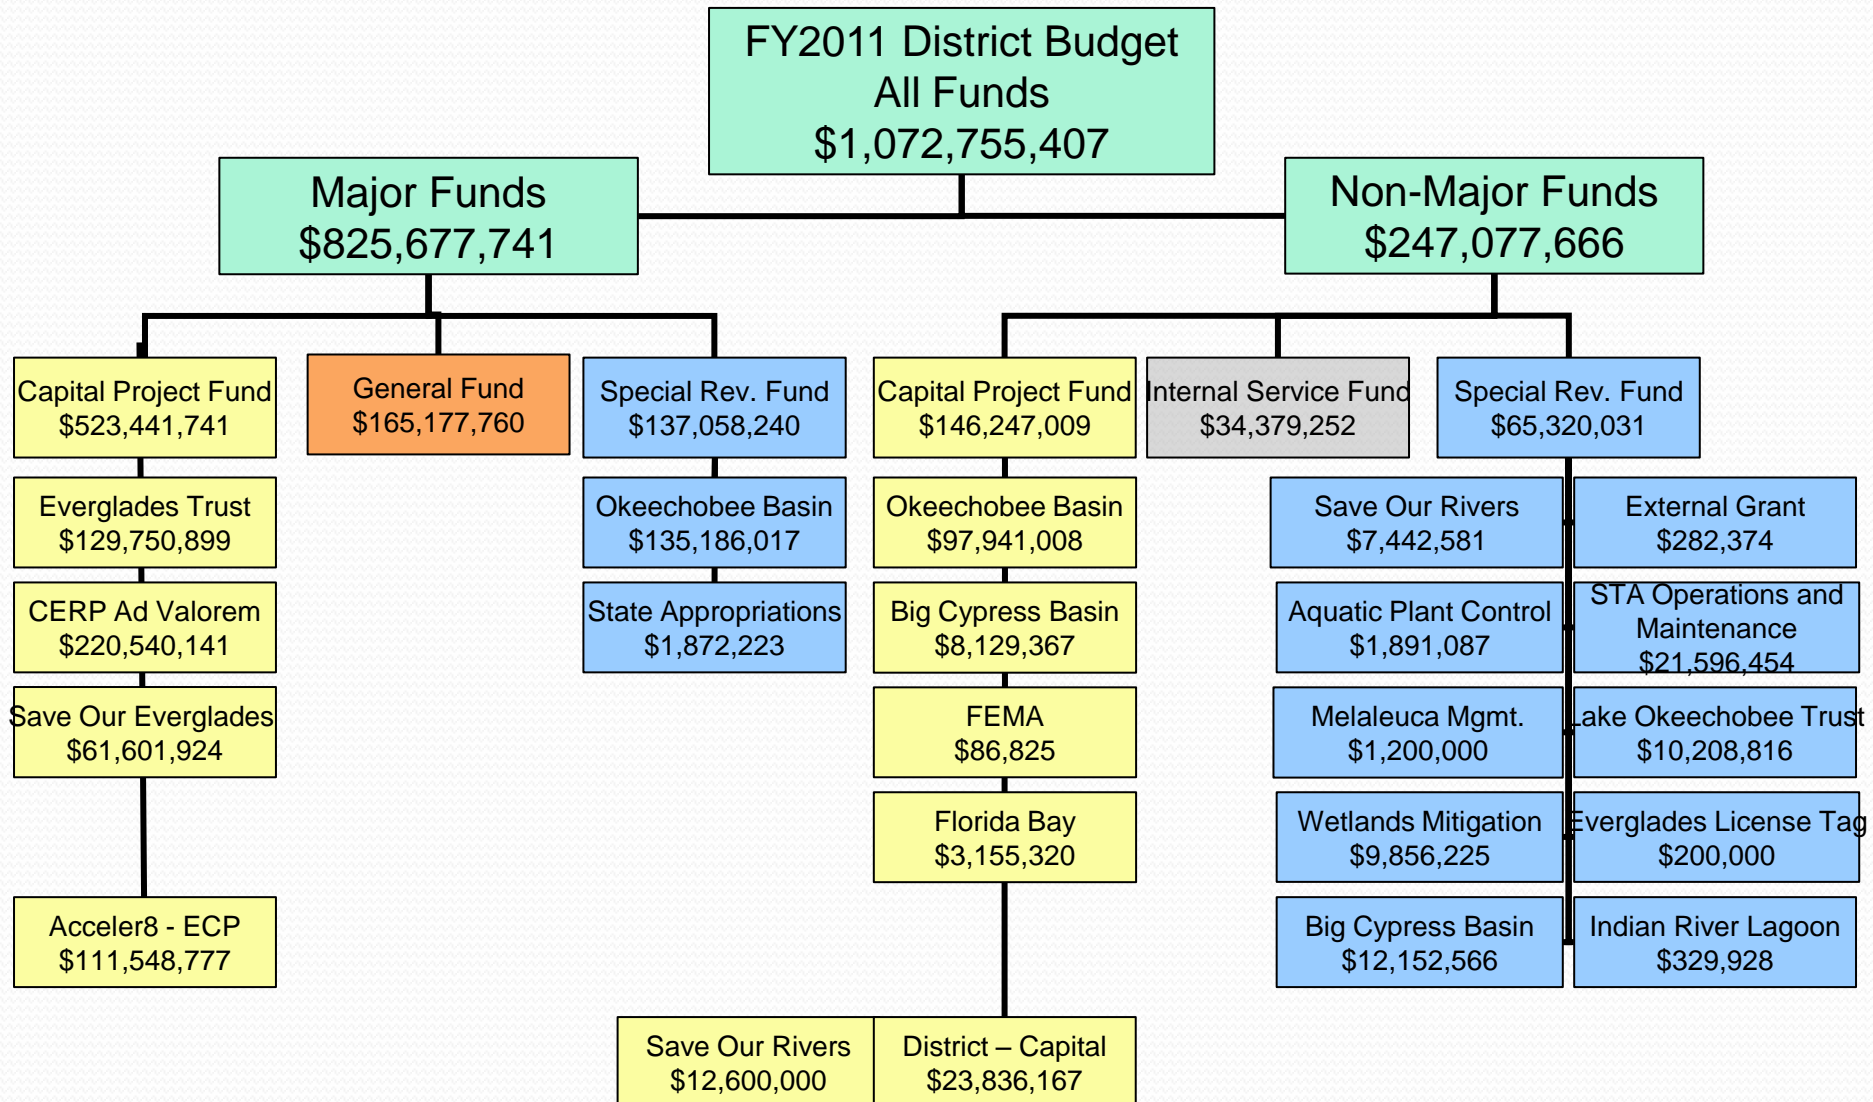 FY2011 District Budget
All Funds
$1,072,755,407
Major Funds
$825,677,741
Non-Major Funds
$247,077,666
Capital Project Fund
$523,441,741
General Fund
$165,177,760
Special Rev. Fund
$137,058,240
Capital Project Fund
$146,247,009
Internal Service Fund
$34,379,252
Special Rev. Fund
$65,320,031
Everglades Trust
$129,750,899
Okeechobee Basin
$135,186,017
Okeechobee Basin
$97,941,008
Save Our Rivers
$7,442,581
External Grant
$282,374
CERP Ad Valorem
$220,540,141
State Appropriations
$1,872,223
Big Cypress Basin
$8,129,367
Aquatic Plant Control
$1,891,087
STA Operations and
Maintenance
$21,596,454
Save Our Everglades
$61,601,924
FEMA
$86,825
Melaleuca Mgmt.
$1,200,000
Lake Okeechobee Trust
$10,208,816
Florida Bay
$3,155,320
Wetlands Mitigation
$9,856,225
Everglades License Tag
$200,000
Acceler8 - ECP
$111,548,777
Big Cypress Basin
$12,152,566
Indian River Lagoon
$329,928
Save Our Rivers
$12,600,000
District – Capital
$23,836,167